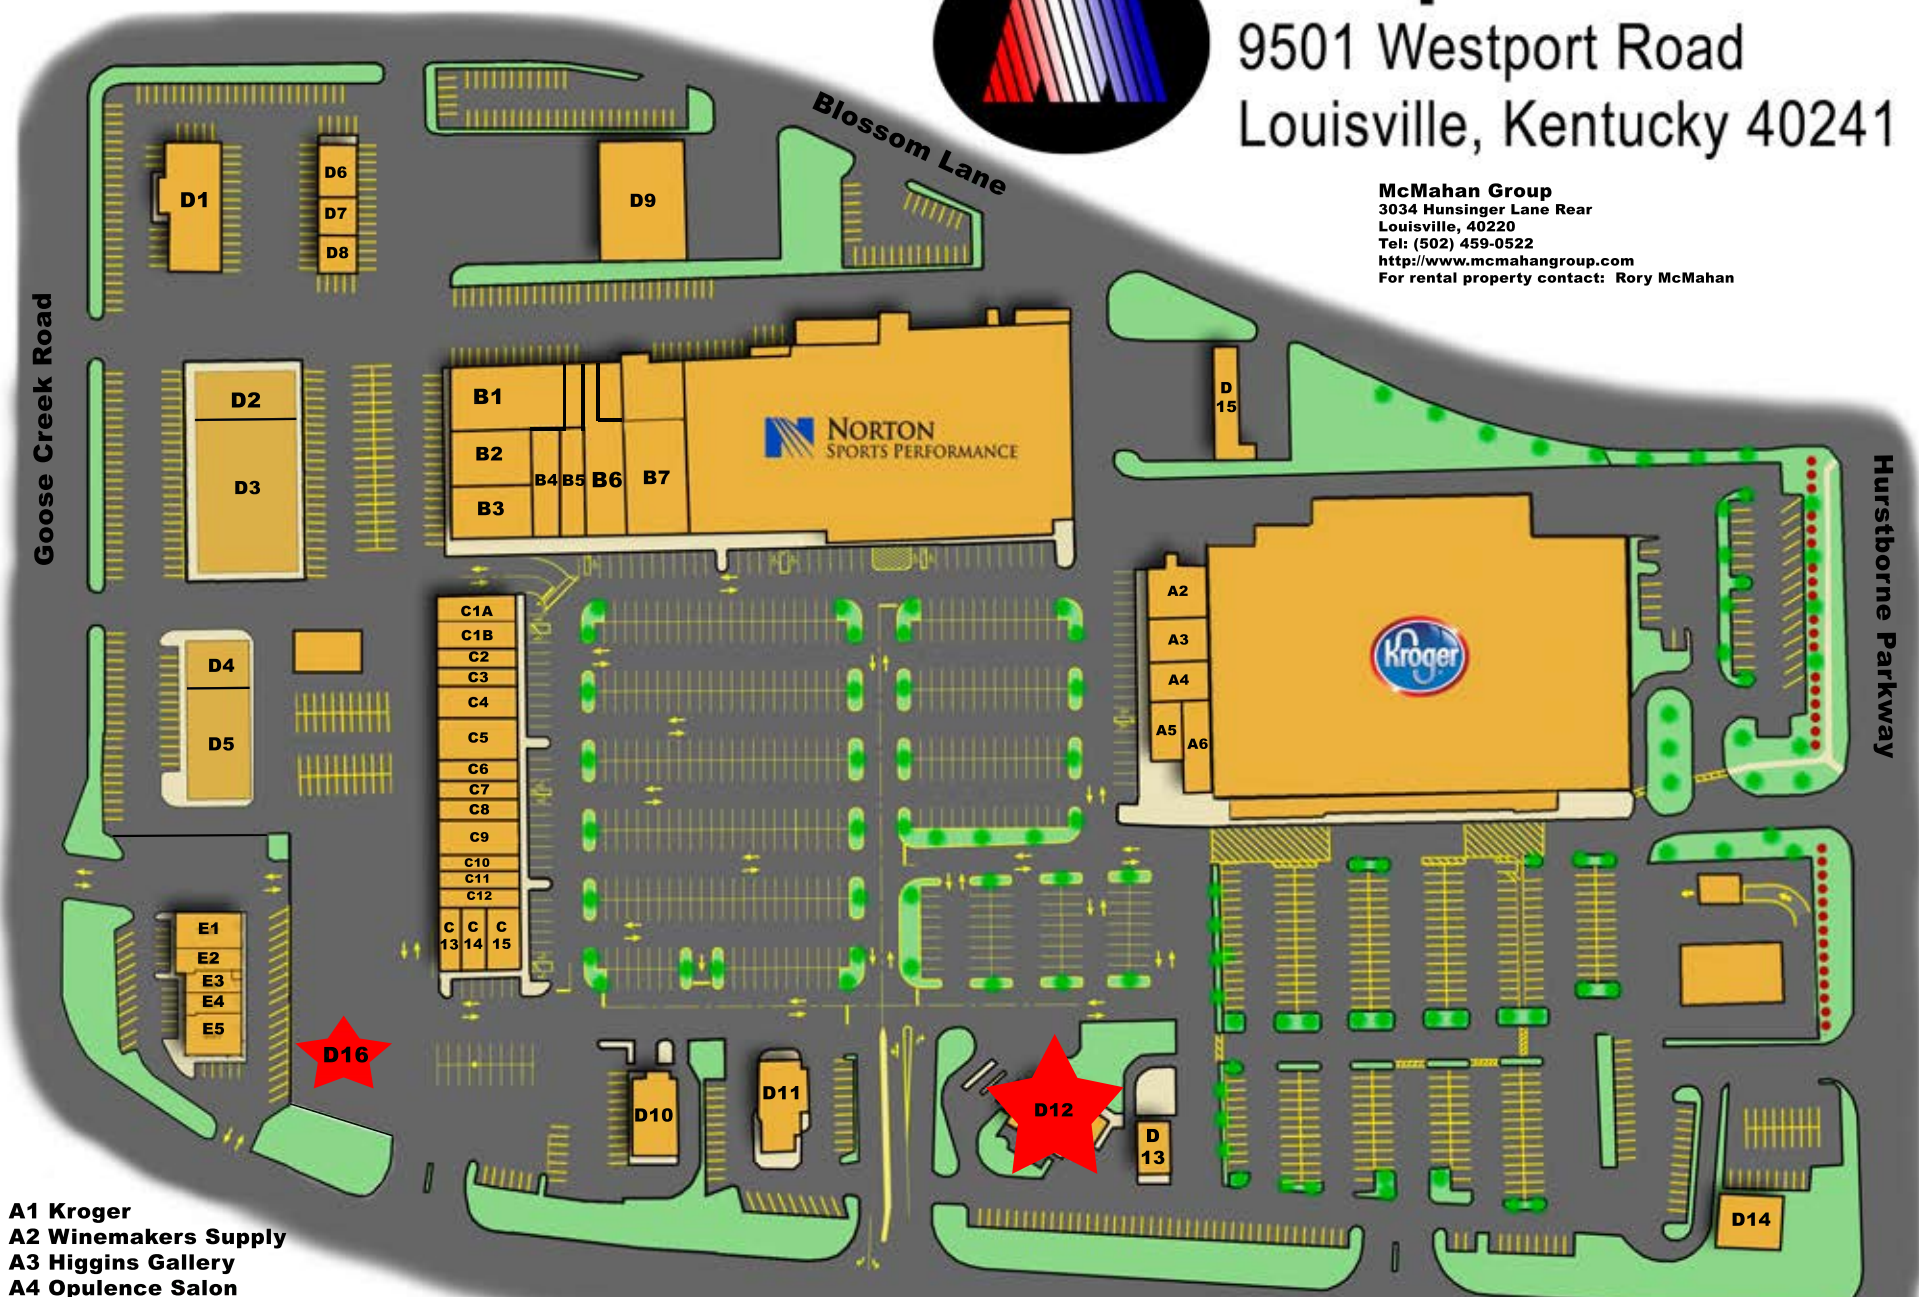 9501 Westport Road
Louisville, Kentucky 40241
McMahan Group
3034 Hunsinger Lane Rear
Louisville, 40220
Tel: (502) 459-0522
http://www.mcmahangroup.com
For rental property contact: Rory McMahan
Blossom Lane
Goose Creek Road
Hurstborne Parkway
D1
D6
D7
D8
D9
D2
D3
D4
D5
B1
B2
B3
B4
B5
B6
B7
NORTON
SPORTS PERFORMANCE
D
15
A2
A3
A4
A5
A6
Kroger
C1A
C1B
C2
C3
C4
C5
C6
C7
C8
C9
C10
C11
C12
C
13
C
14
C
15
E1
E2
E3
E4
E5
D16
D10
D11
D12
D
13
D14
A1 Kroger
A2 Winemakers Supply
A3 Higgins Gallery
A4 Opulence Salon